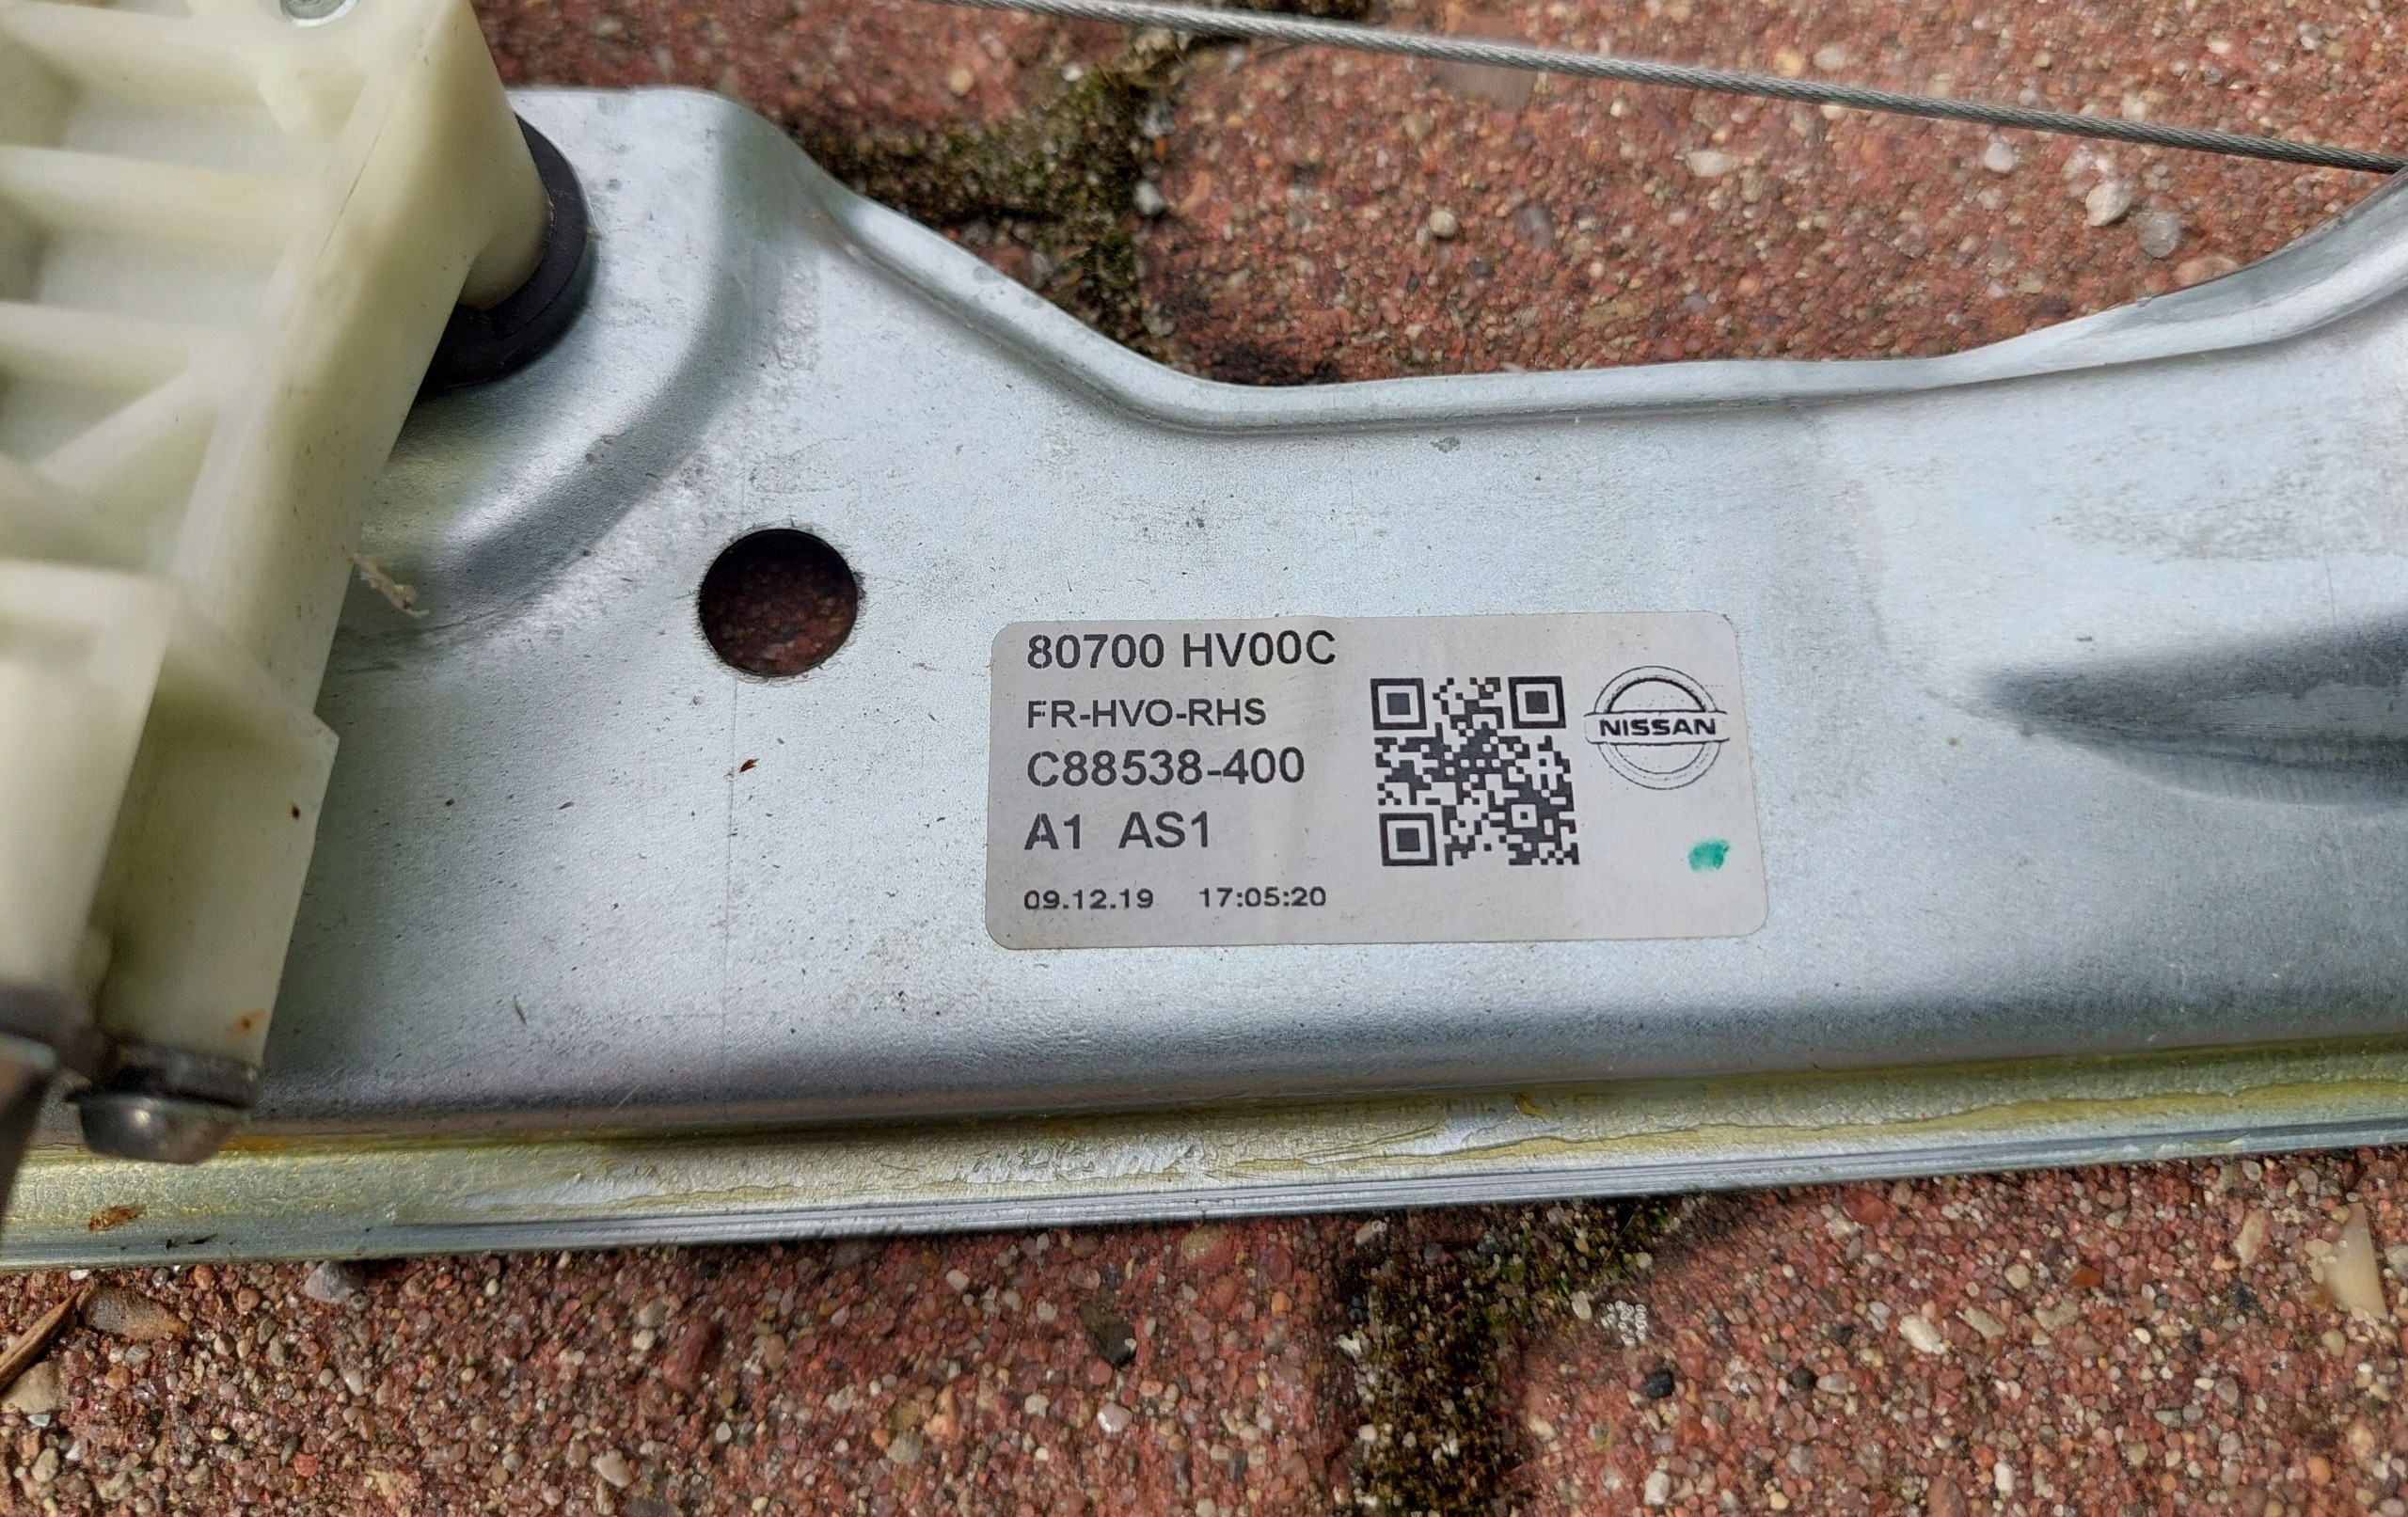 80700 HV00C
FR-HVO-RHS
C88538-400
A1 AS1
09.12.19 17:05:20
NISSAN